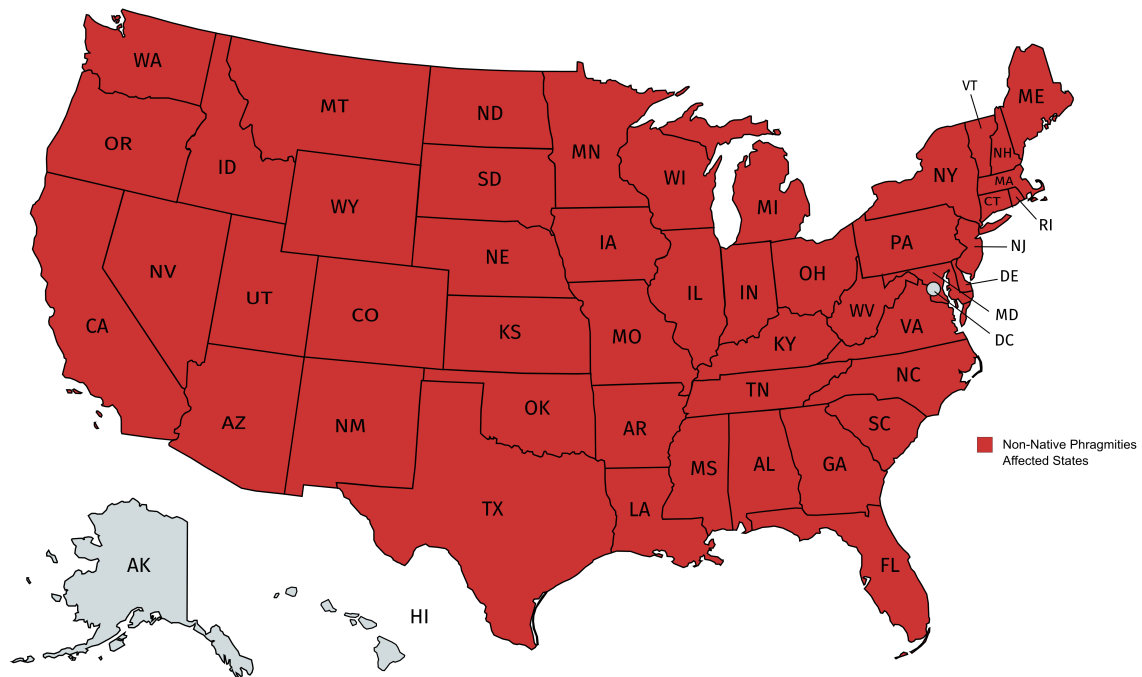 WA
MT
ND
MN
VT
ME
OR
ID
SD
WI
NH
NY
MA
WY
MI
CT
RI
NV
NE
IA
PA
NJ
UT
CO
IL
IN
OH
DE
CA
KS
MO
WV
VA
MD
KY
DC
AZ
NM
OK
TN
NC
AR
SC
MS
AL
GA
Non-Native Phragmities
Affected States
TX
LA
AK
FL
HI